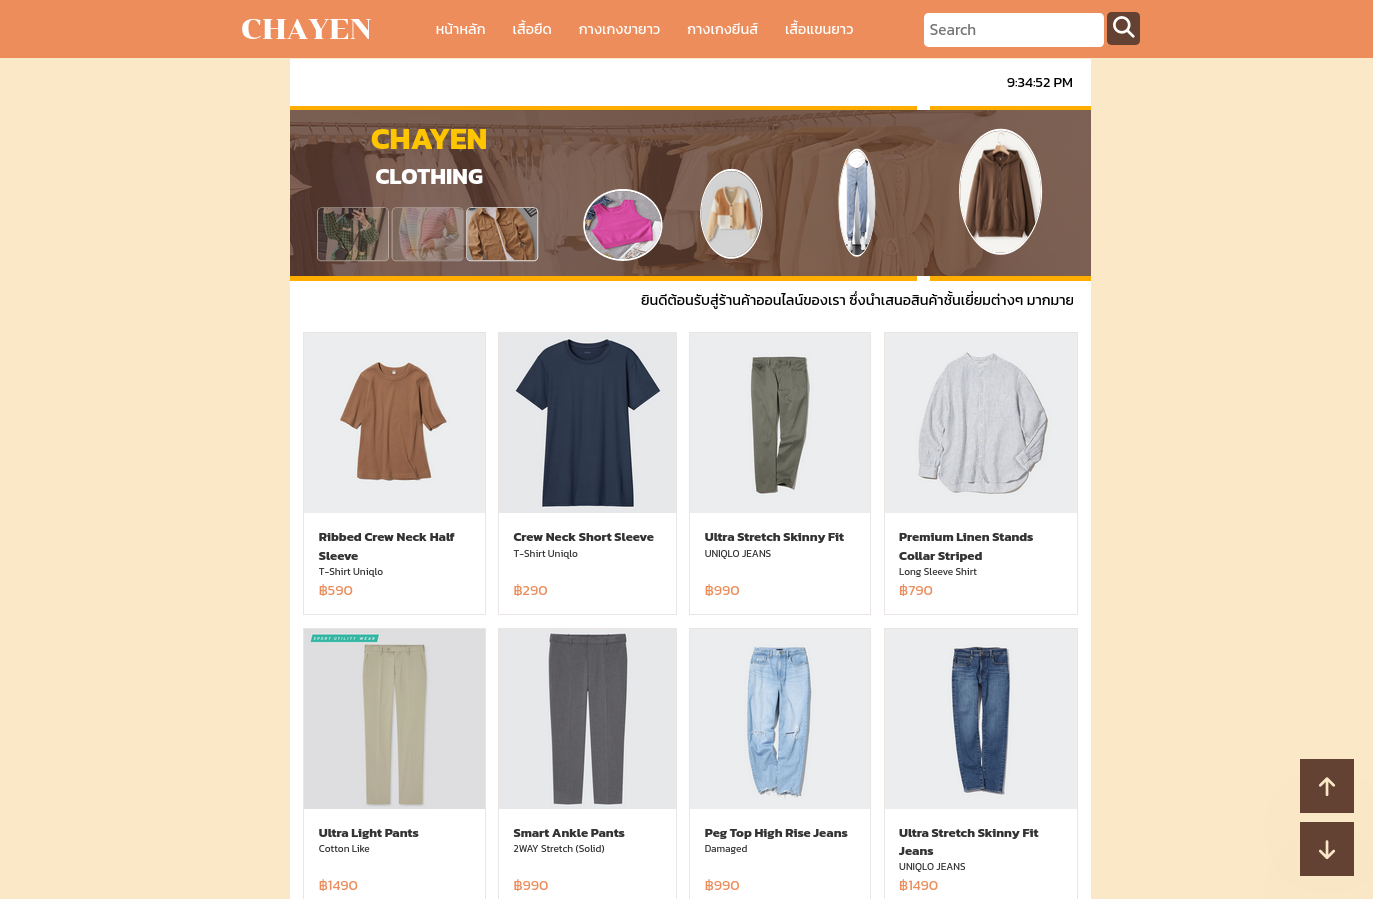 CHAYEN
หน้าหลัก เสื้อยืด กางเกงขายาว กางเกงยีนส์ เสื้อแขนยาว
Search
9:34:52 PM
CHAYEN
CLOTHING
ยินดีต้อนรับสู่ร้านค้าออนไลน์ของเรา ซึ่งนำเสนอสินค้าชั้นเยี่ยมต่างๆ มากมาย
Ribbed Crew Neck Half
Sleeve
T-Shirt Uniqlo
฿590
Crew Neck Short Sleeve
T-Shirt Uniqlo
฿290
Ultra Stretch Skinny Fit
UNIQLO JEANS
฿990
Premium Linen Stands
Collar Striped
Long Sleeve Shirt
฿790
SPORT UTILITY WEAR
Ultra Light Pants
Cotton Like
฿1490
Smart Ankle Pants
2WAY Stretch (Solid)
฿990
Peg Top High Rise Jeans
Damaged
฿990
Ultra Stretch Skinny Fit
Jeans
UNIQLO JEANS
฿1490